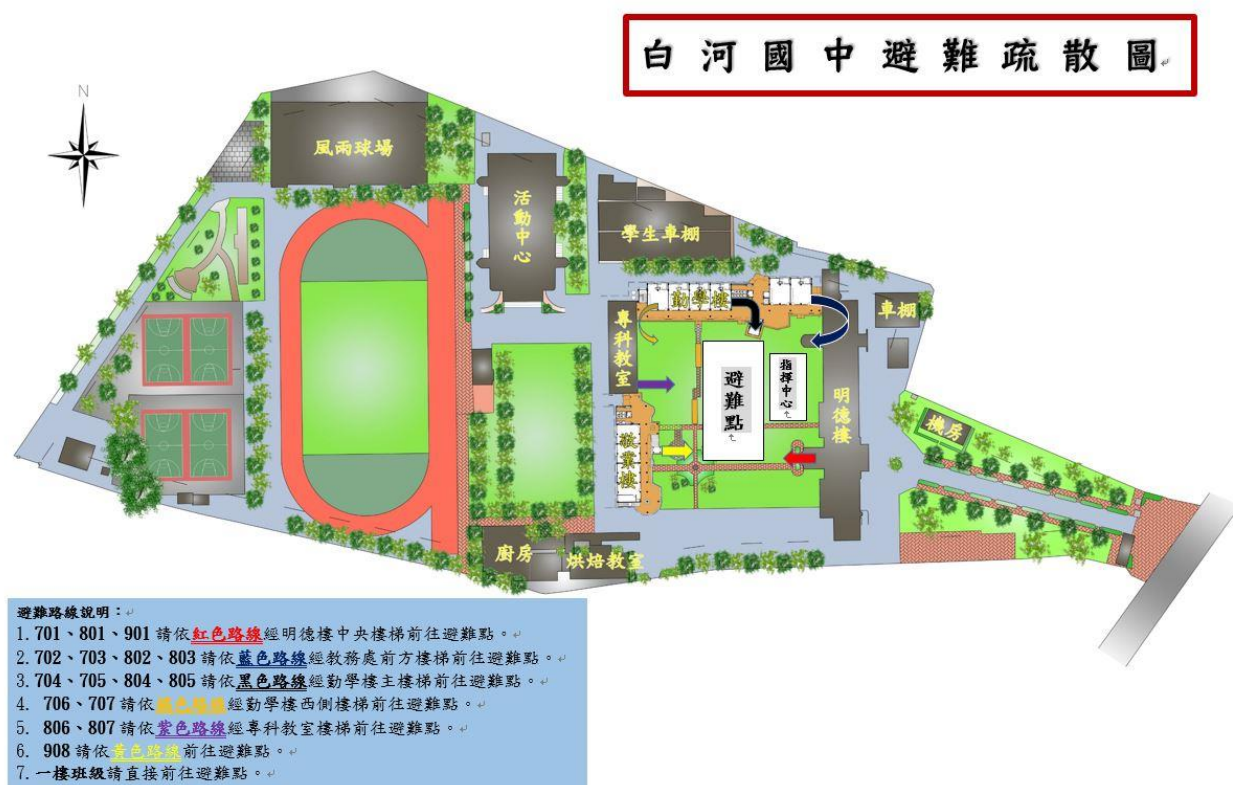 白河國中避難疏散圖
N
風雨球場
活動中心
學生車棚
勤學樓
專科教室
車棚
避難點
指揮中心
明德樓
機房
敬業樓
廚房
烘焙教室
避難路線說明：
1. 701、801、901 請依紅色路線經明德樓中央樓梯前往避難點。
2. 702、703、802、803 請依藍色路線經教務處前方樓梯前往避難點。
3. 704、705、804、805 請依黑色路線經勤學樓主樓梯前往避難點。
4. 706、707 請依橘色路線經勤學樓西側樓梯前往避難點。
5. 806、807 請依紫色路線經專科教室樓梯前往避難點。
6. 908 請依黃色路線前往避難點。
7. 一樓班級請直接前往避難點。